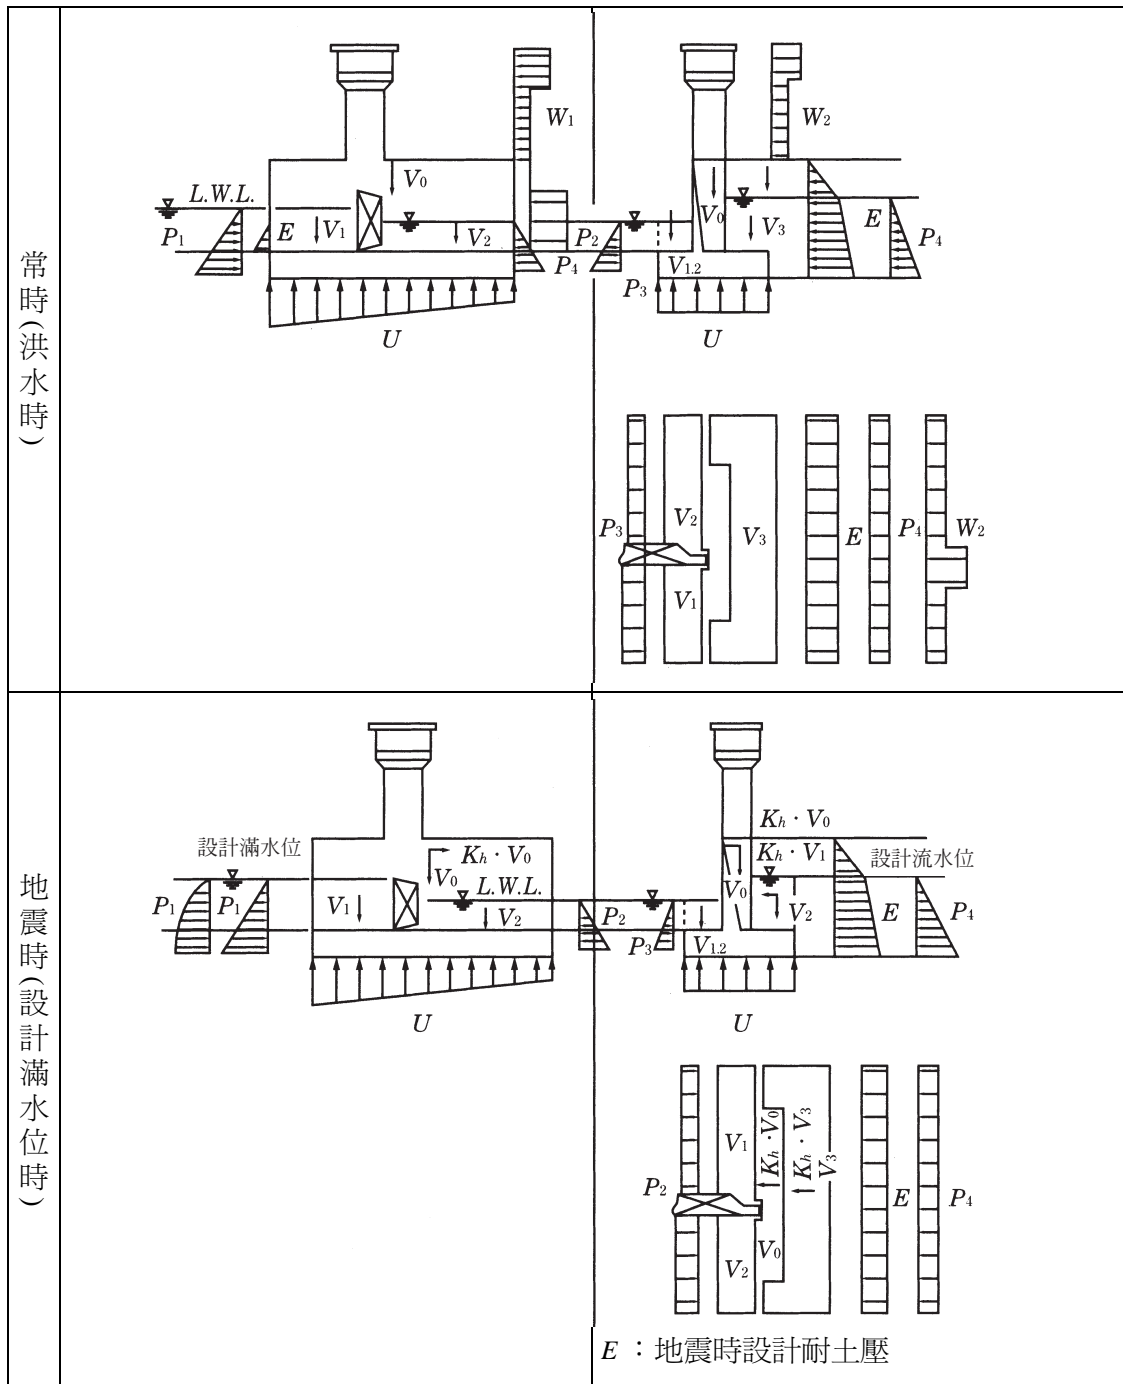 常時(洪水時)
W₁
V₀
L.W.L.
P₁
E
V₁
V₂
P₂
P₄
U
W₂
V₀
V₃
E
P₄
V₁.₂
P₃
U
P₃
V₂
V₃
E
P₄
W₂
V₁
地震時(設計滿水位時)
設計滿水位
Kₕ · V₀
V₀
L.W.L.
P₁
P₁
V₁
V₂
P₂
P₃
U
Kₕ · V₀
Kₕ · V₁
設計流水位
V₀
V₂
E
P₄
V₁.₂
U
V₁
Kₕ · V₀
Kₕ · V₃
V₃
P₂
E
P₄
V₀
V₂
E：地震時設計耐土壓